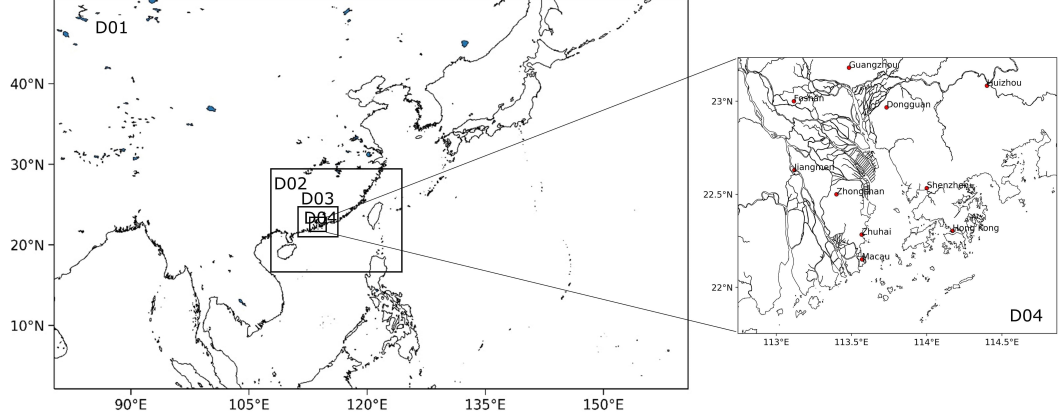 D01
40°N
30°N
20°N
10°N
90°E
105°E
120°E
135°E
150°E
D02
D03
D04
23°N
22.5°N
22°N
113°E
113.5°E
114°E
114.5°E
Guangzhou
Huizhou
Foshan
Dongguan
Jiangmen
Zhongshan
Shenzhen
Zhuhai
Hong Kong
Macau
D04